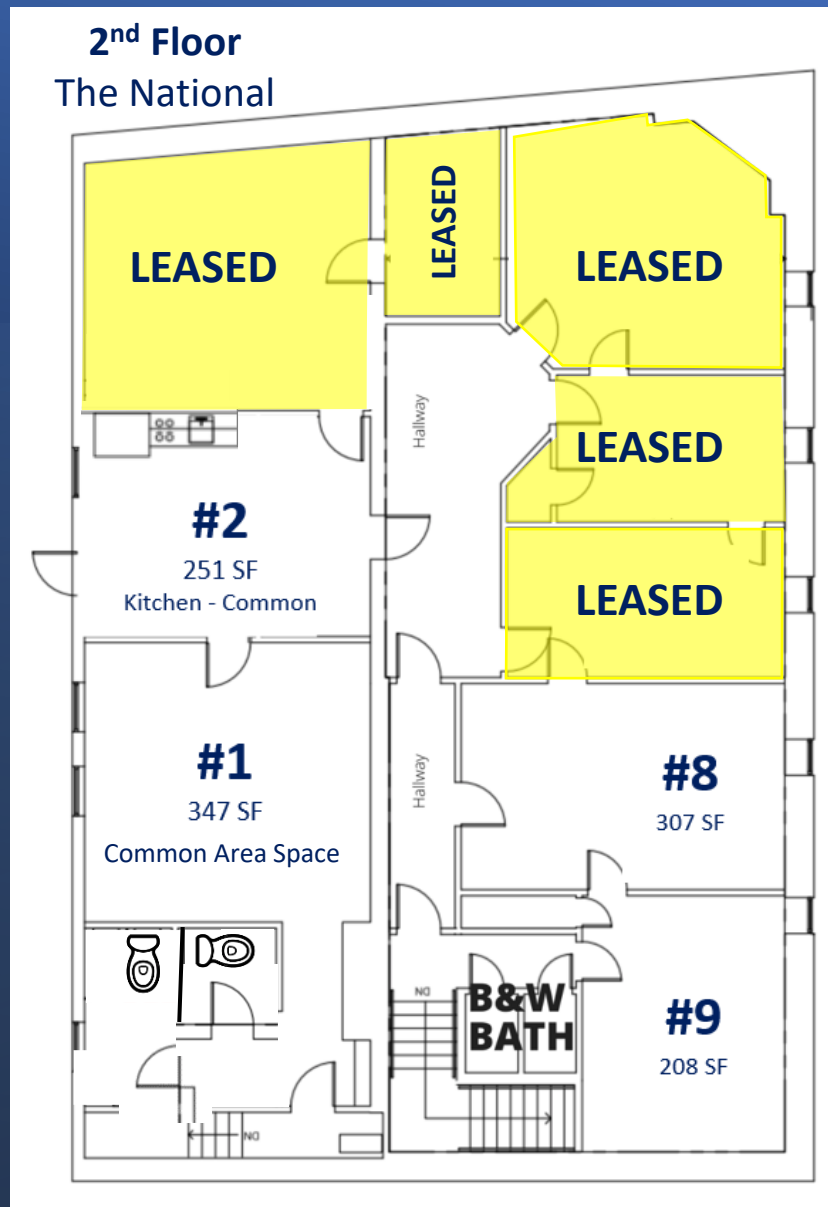 2nd Floor
The National
LEASED
LEASED
LEASED
Hallway
LEASED
#2
251 SF
Kitchen - Common
LEASED
#1
347 SF
Common Area Space
Hallway
#8
307 SF
DN
B&W
BATH
#9
208 SF
DN